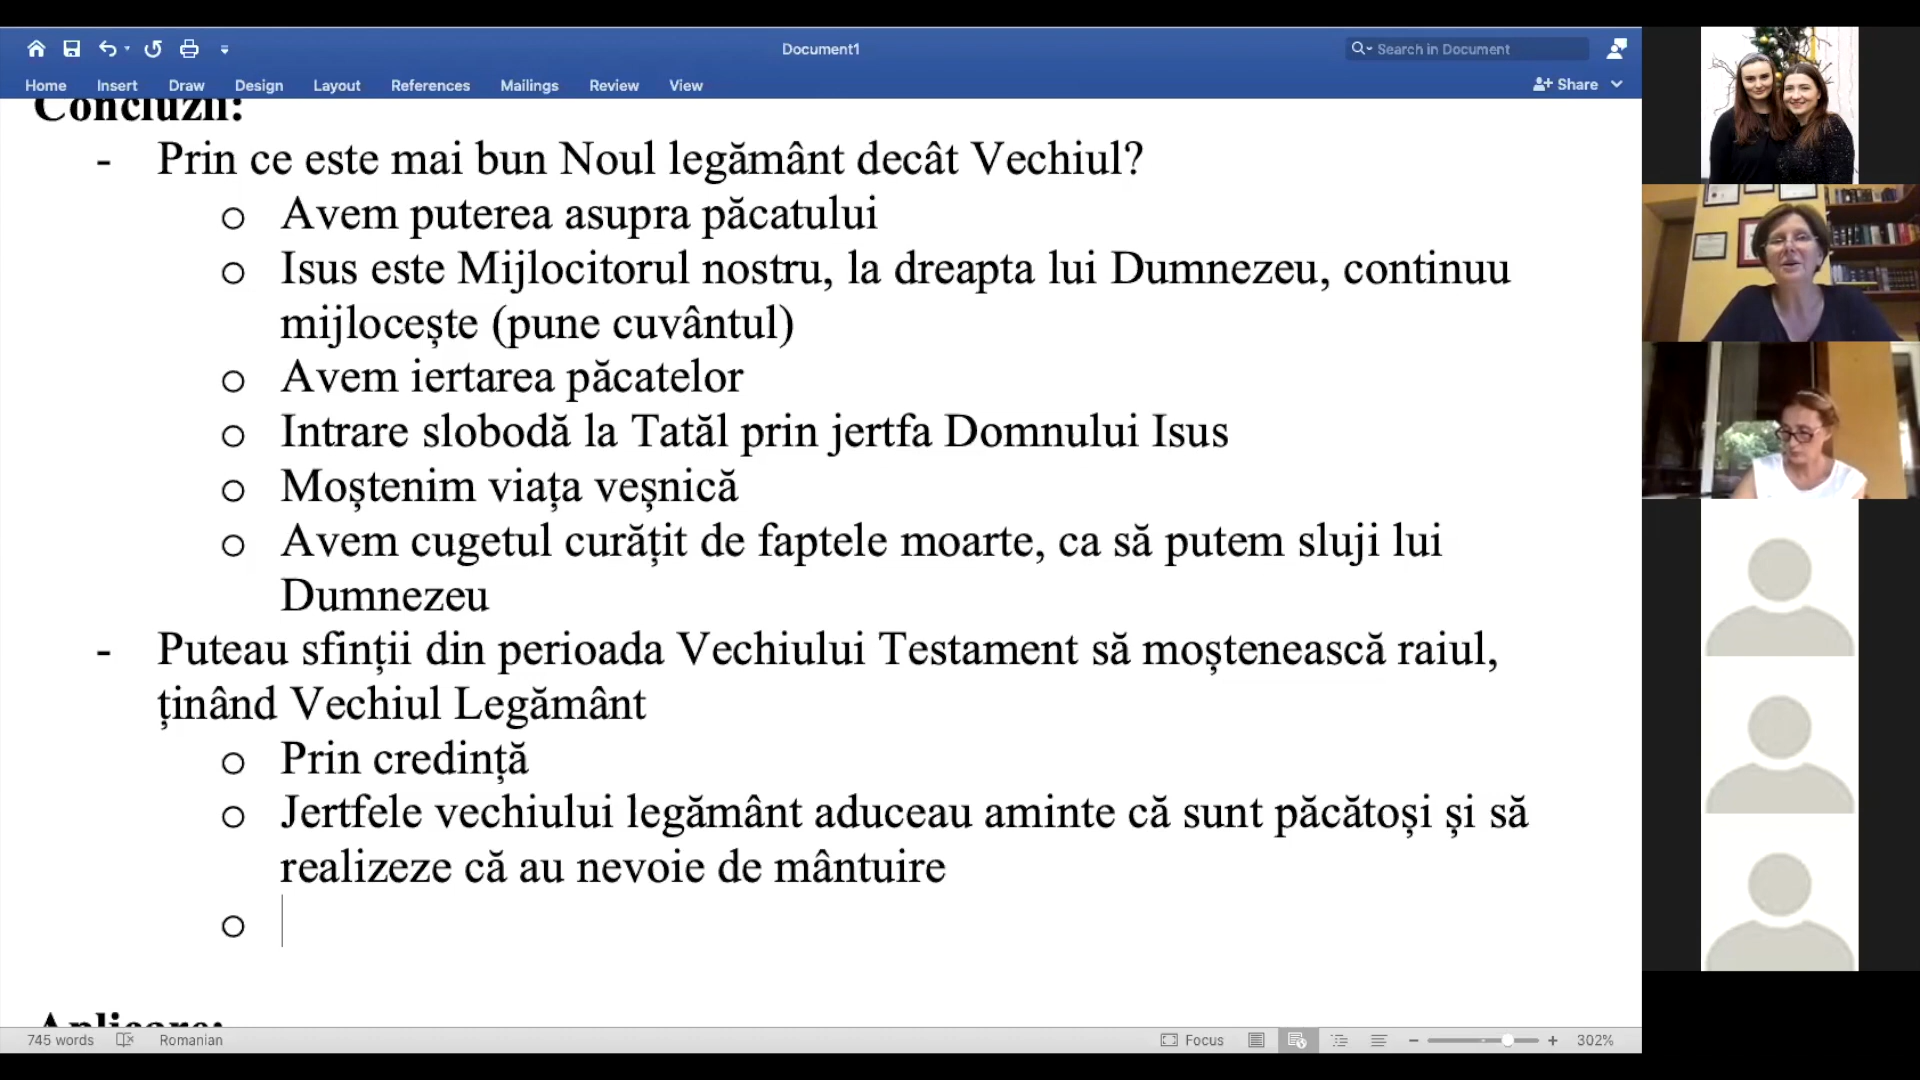 Document1
Search in Document
Home Insert Draw Design Layout References Mailings Review View Share
Concluzii:
- Prin ce este mai bun Noul legământ decât Vechiul?
o Avem puterea asupra păcatului
o Isus este Mijlocitorul nostru, la dreapta lui Dumnezeu, continuu
mijlocește (pune cuvântul)
o Avem iertarea păcatelor
o Intrare slobodă la Tatăl prin jertfa Domnului Isus
o Moștenim viața veșnică
o Avem cugetul curățit de faptele moarte, ca să putem sluji lui
Dumnezeu
- Puteau sfinții din perioada Vechiului Testament să moștenească raiul,
ținând Vechiul Legământ
o Prin credință
o Jertfele vechiului legământ aduceau aminte că sunt păcătoși și să
realizeze că au nevoie de mântuire
o
Aplicare:
745 words Romanian Focus 302%